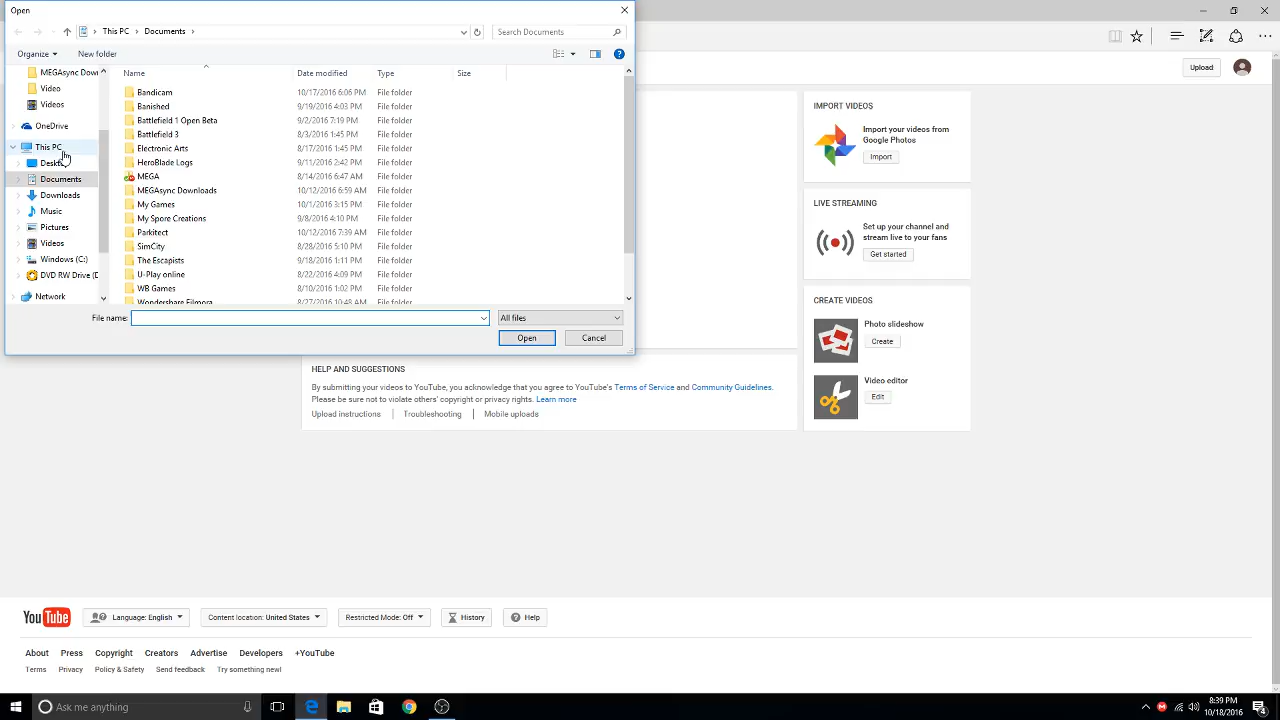 Open
This PC
Documents
Search Documents
Organize
New folder
MEGAsync Down
Video
Videos
OneDrive
This PC
Desktop
Documents
Downloads
Music
Pictures
Videos
Windows (C:)
DVD RW Drive (D
Network
Name
Date modified
Type
Size
Bandicam 10/17/2016 6:06 PM File folder
Banished 9/19/2016 4:03 PM File folder
Battlefield 1 Open Beta 9/2/2016 7:19 PM File folder
Battlefield 3 8/3/2016 1:45 PM File folder
Electronic Arts 8/17/2016 1:45 PM File folder
HeroBlade Logs 9/11/2016 2:42 PM File folder
MEGA 8/14/2016 6:47 AM File folder
MEGAsync Downloads 10/12/2016 6:59 AM File folder
My Games 10/1/2016 3:15 PM File folder
My Spore Creations 9/8/2016 4:10 PM File folder
Parkitect 10/12/2016 7:39 AM File folder
SimCity 8/28/2016 5:10 PM File folder
The Escapists 9/18/2016 1:11 PM File folder
U-Play online 8/22/2016 4:09 PM File folder
WB Games 8/10/2016 1:02 PM File folder
Wondershare Filmora 8/27/2016 10:48 AM File folder
File name:
All files
Open
Cancel
Upload
IMPORT VIDEOS
Import your videos from
Google Photos
Import
LIVE STREAMING
Set up your channel and
stream live to your fans
Get started
CREATE VIDEOS
Photo slideshow
Create
Video editor
Edit
HELP AND SUGGESTIONS
By submitting your videos to YouTube, you acknowledge that you agree to YouTube's Terms of Service and Community Guidelines.
Please be sure not to violate others' copyright or privacy rights. Learn more
Upload instructions
Troubleshooting
Mobile uploads
YouTube
Language: English
Content location: United States
Restricted Mode: Off
History
Help
About Press Copyright Creators Advertise Developers +YouTube
Terms Privacy Policy & Safety Send feedback Try something new!
Ask me anything
8:39 PM
10/18/2016